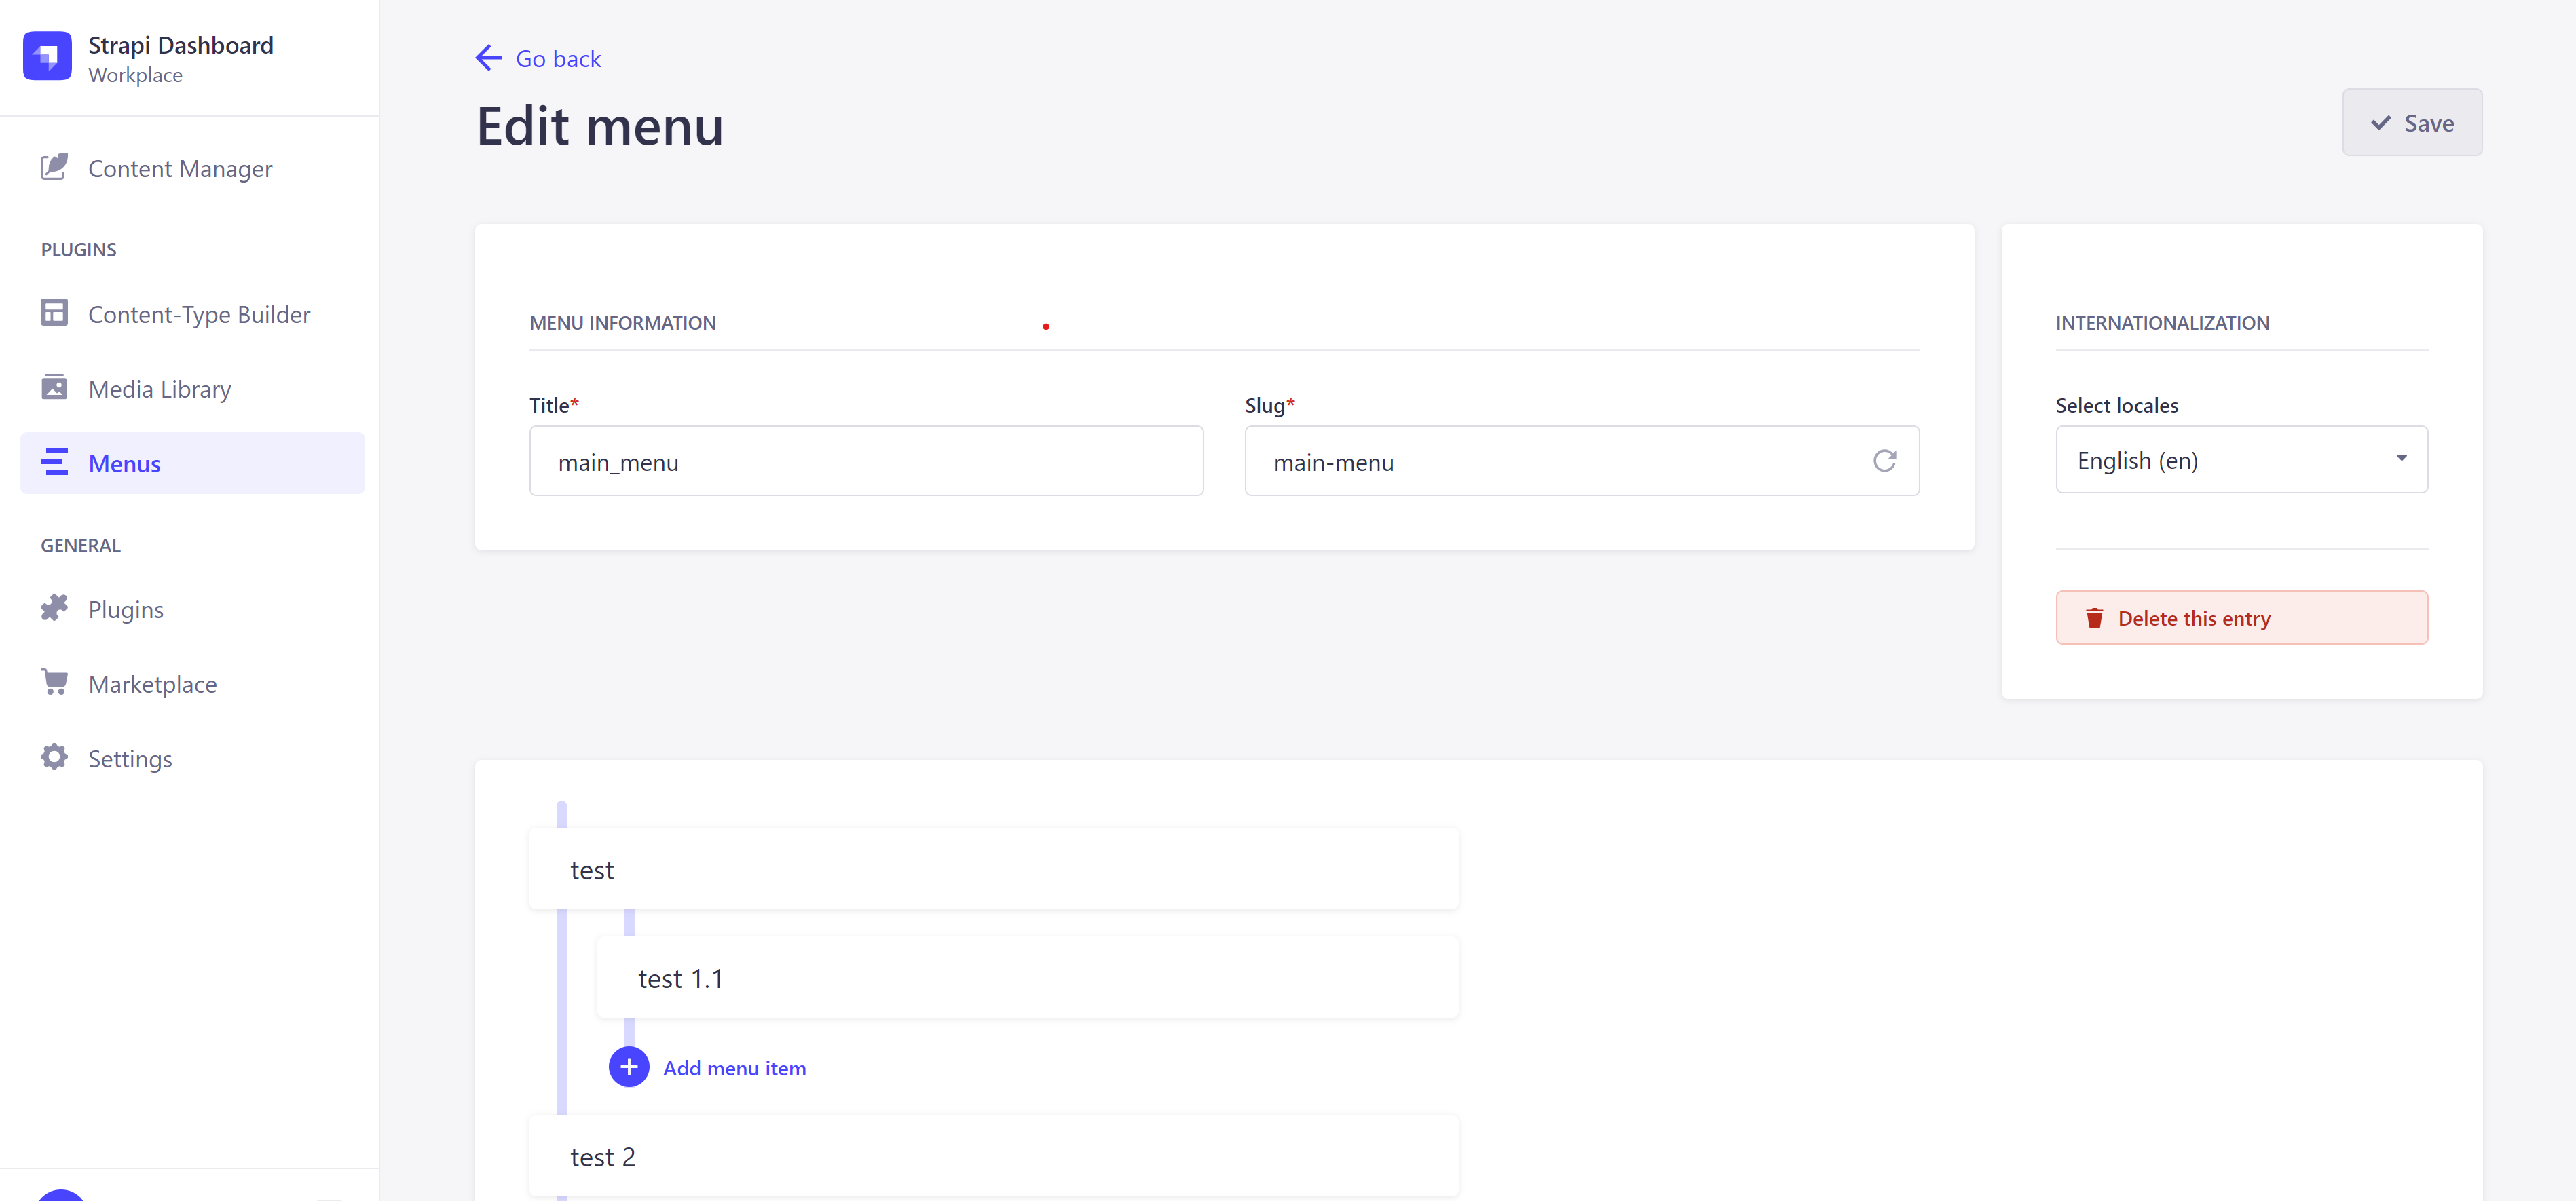 Strapi Dashboard
Workplace
Content Manager
PLUGINS
Content-Type Builder
Media Library
Menus
GENERAL
Plugins
Marketplace
Settings
Go back
Edit menu
Save
MENU INFORMATION
Title*
Slug*
main_menu
main-menu
INTERNATIONALIZATION
Select locales
English (en)
Delete this entry
test
test 1.1
Add menu item
test 2